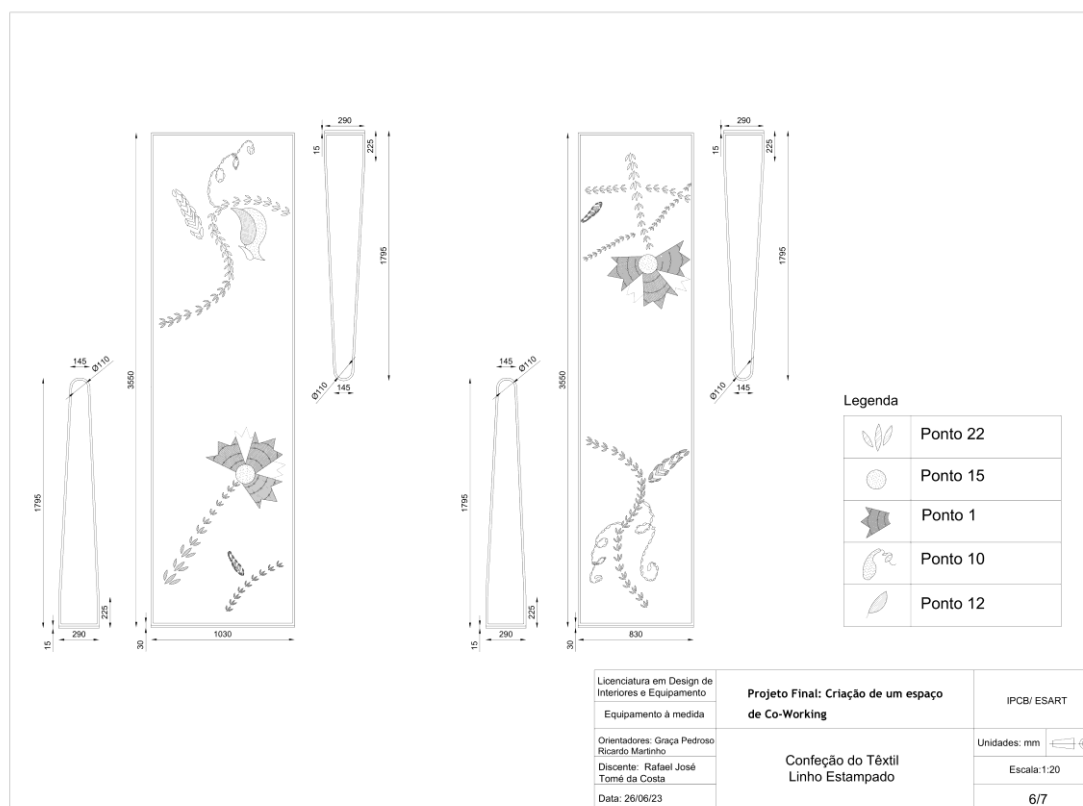 290
15
225
1795
3550
145
Ø110
Ø110
145
1795
225
15
290
30
1030
290
15
225
1795
3550
145
Ø110
Ø110
145
1795
225
15
290
30
830
Legenda
Ponto 22
Ponto 15
Ponto 1
Ponto 10
Ponto 12
Licenciatura em Design de
Interiores e Equipamento
Equipamento à medida
Orientadores: Graça Pedroso
Ricardo Martinho
Discente: Rafael José
Tomé da Costa
Data: 26/06/23
Projeto Final: Criação de um espaço
de Co-Working
Confeção do Têxtil
Linho Estampado
IPCB/ ESART
Unidades: mm
Escala:1:20
6/7